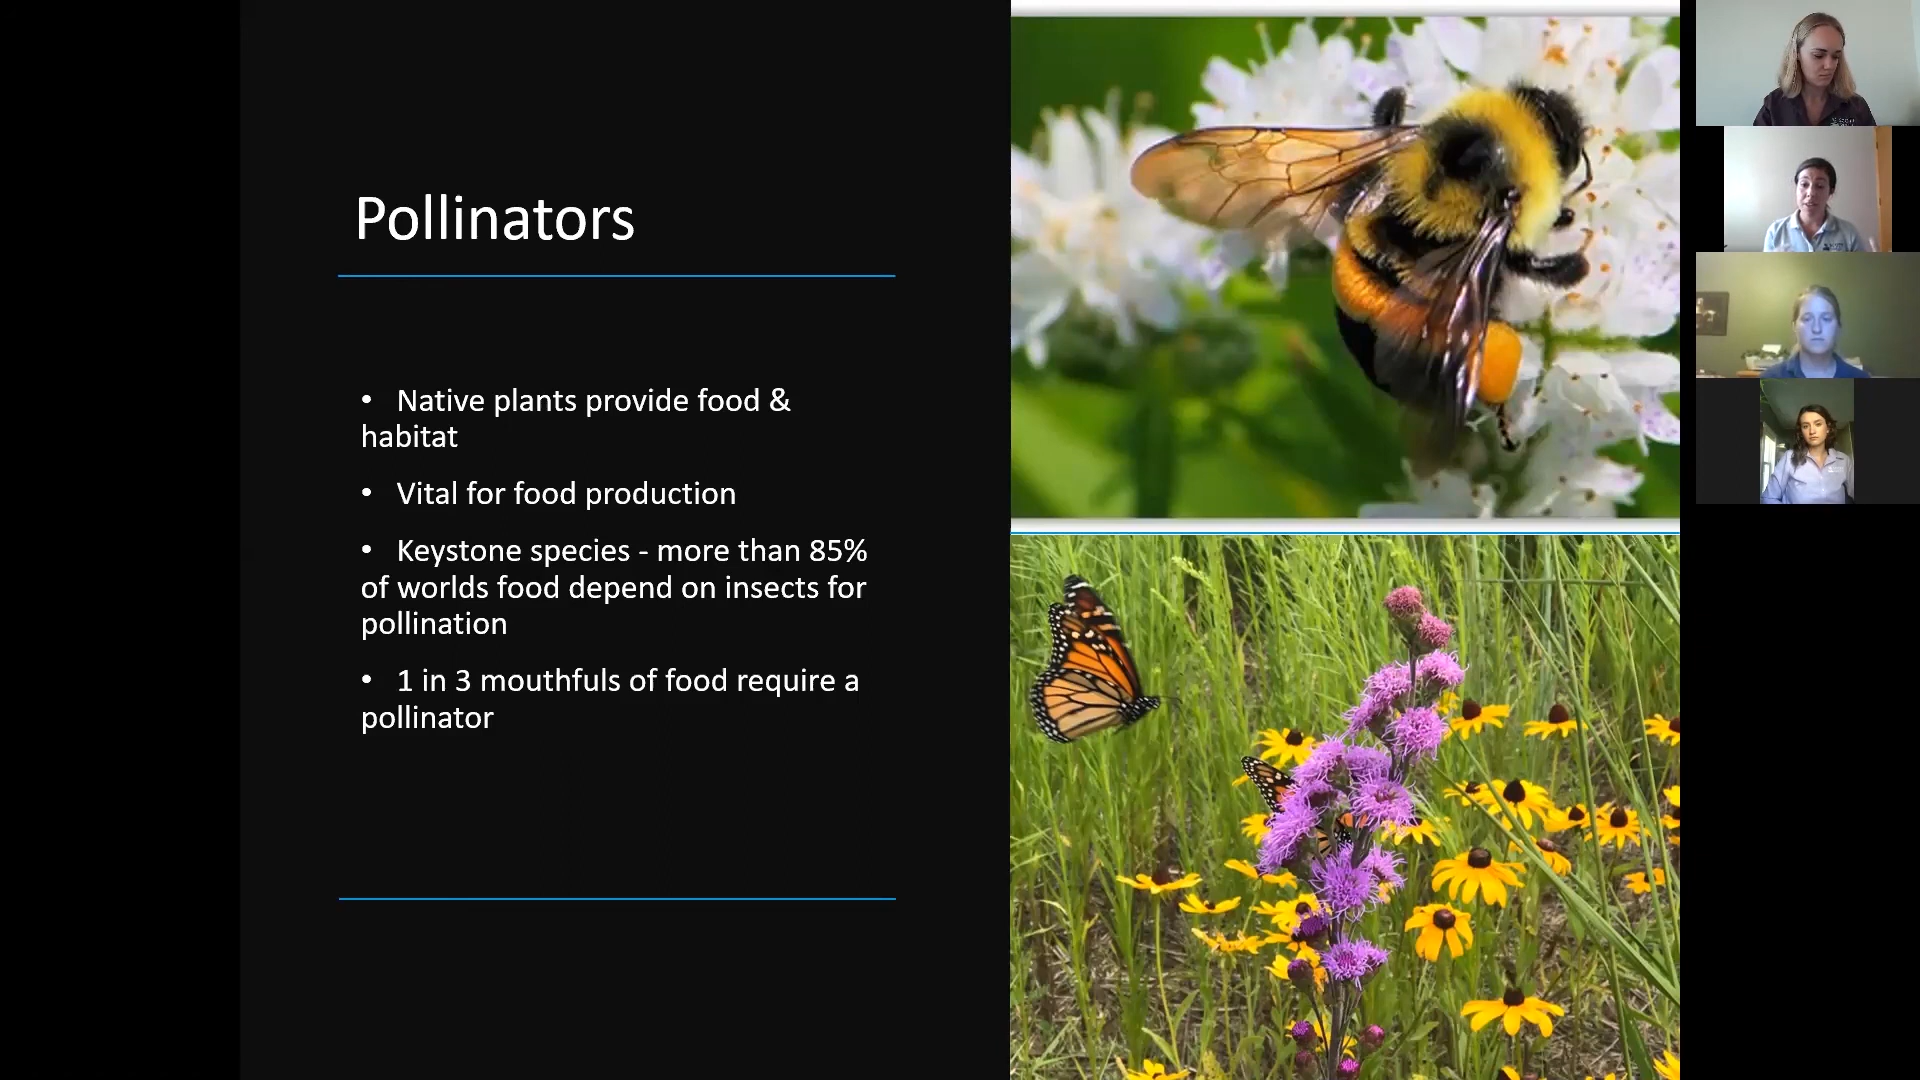 Pollinators
• Native plants provide food &
habitat
• Vital for food production
• Keystone species - more than 85%
of worlds food depend on insects for
pollination
• 1 in 3 mouthfuls of food require a
pollinator